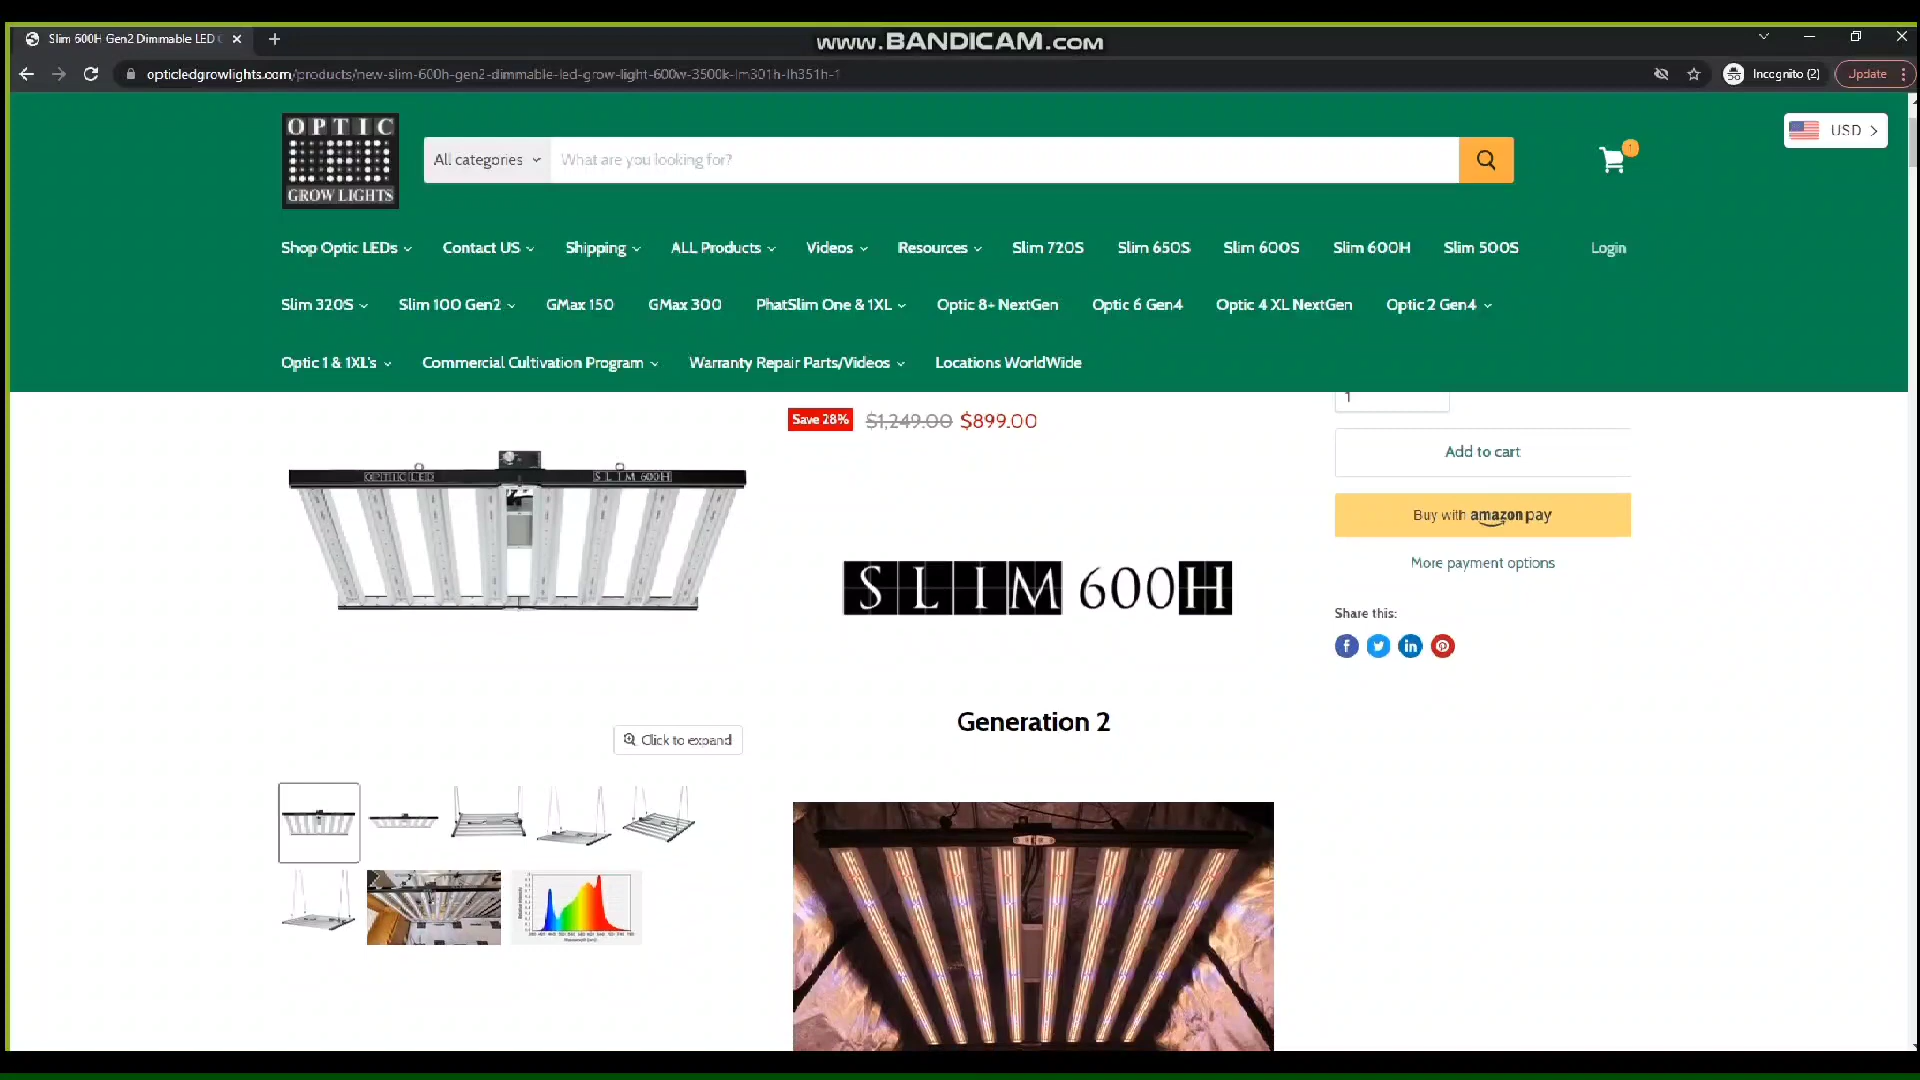 www.BANDICAM.com
Slim 600H Gen2 Dimmable LED
opticledgrowlights.com/products/new-slim-600h-gen2-dimmable-led-grow-light-600w-3500k-lm301h-lh351h-1
Incognito (2)
Update
OPTIC
LED
GROW LIGHTS
All categories
What are you looking for?
1
USD
Shop Optic LEDs
Contact US
Shipping
ALL Products
Videos
Resources
Slim 720S
Slim 650S
Slim 600S
Slim 600H
Slim 500S
Login
Slim 320S
Slim 100 Gen2
GMax 150
GMax 300
PhatSlim One & 1XL
Optic 8+ NextGen
Optic 6 Gen4
Optic 4 XL NextGen
Optic 2 Gen4
Optic 1 & 1XL's
Commercial Cultivation Program
Warranty Repair Parts/Videos
Locations WorldWide
Save 28%
$1,249.00 $899.00
1
Add to cart
Buy with amazon pay
More payment options
Share this:
OPTIC LED
SLIM 600H
SLIM 600H
Generation 2
Click to expand